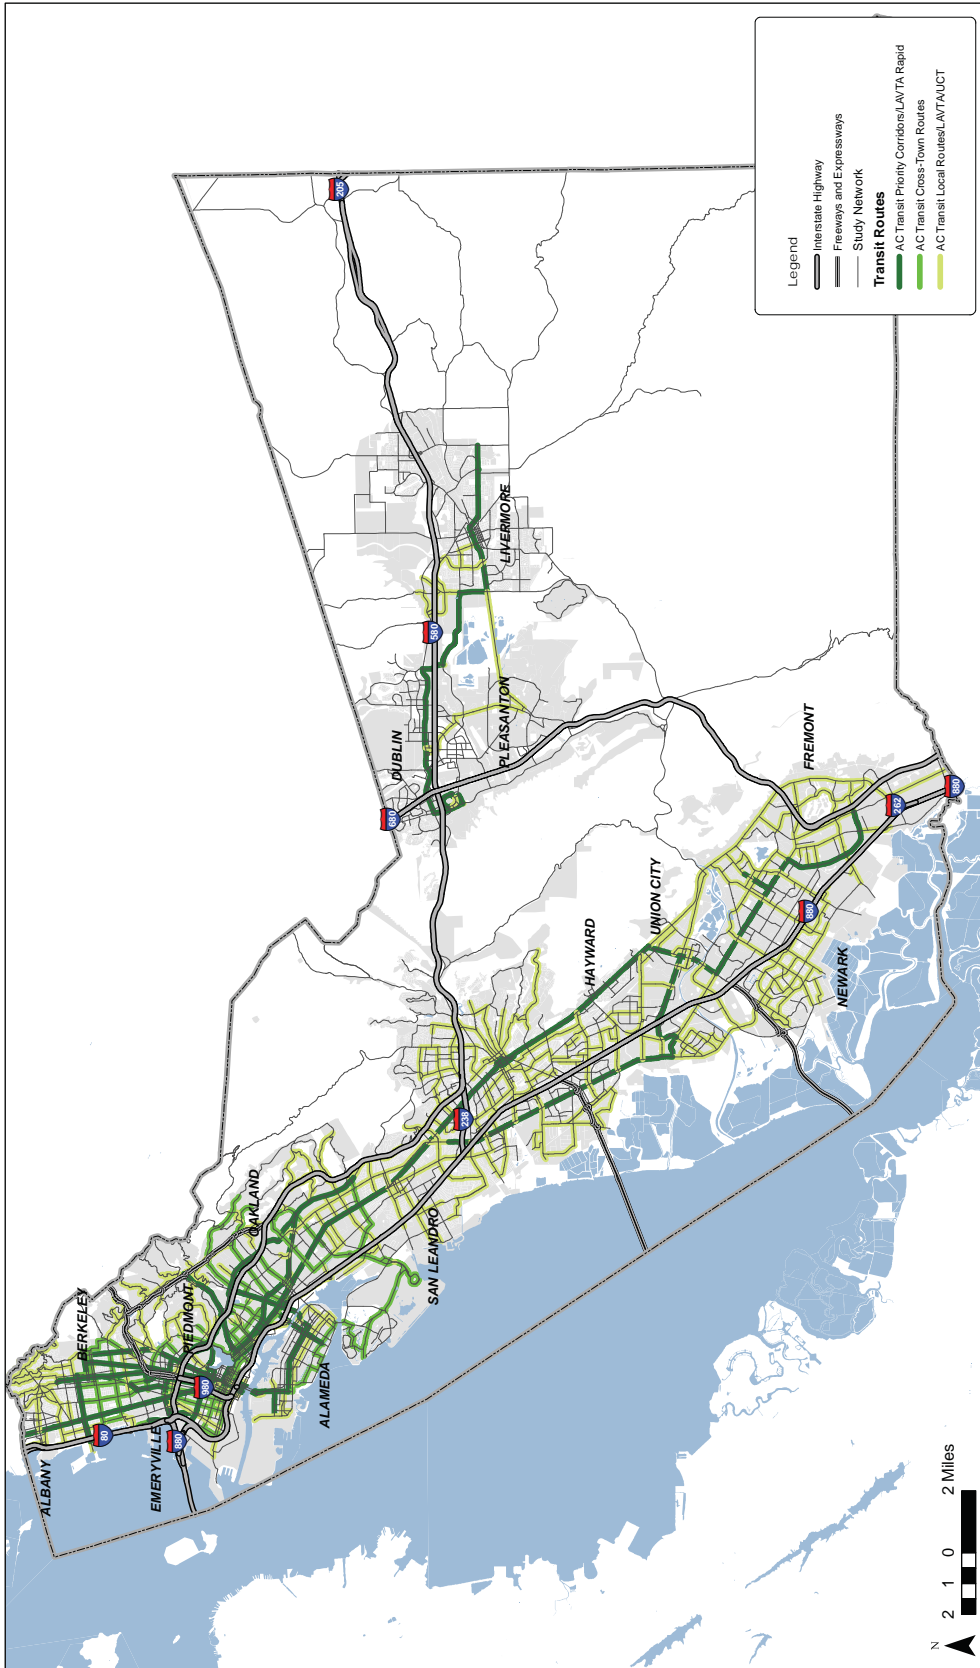 ALBANY
BERKELEY
EMERYVILLE
PIEDMONT
OAKLAND
ALAMEDA
SAN LEANDRO
HAYWARD
UNION CITY
NEWARK
FREMONT
DUBLIN
PLEASANTON
LIVERMORE
80
880
980
238
680
580
205
880
262
880
Legend
Interstate Highway
Freeways and Expressways
Study Network
Transit Routes
AC Transit Priority Corridors/LAVTA Rapid
AC Transit Cross-Town Routes
AC Transit Local Routes/LAVTA/UCT
N
2 1 0 2 Miles